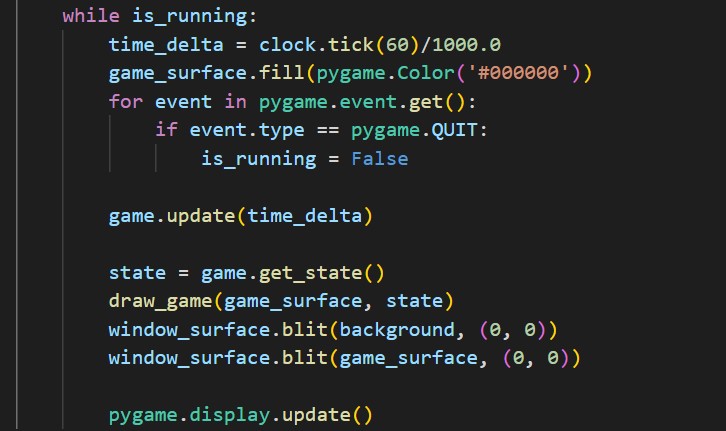 while is_running:
    time_delta = clock.tick(60)/1000.0
    game_surface.fill(pygame.Color('#000000'))
    for event in pygame.event.get():
        if event.type == pygame.QUIT:
            is_running = False

    game.update(time_delta)

    state = game.get_state()
    draw_game(game_surface, state)
    window_surface.blit(background, (0, 0))
    window_surface.blit(game_surface, (0, 0))

    pygame.display.update()